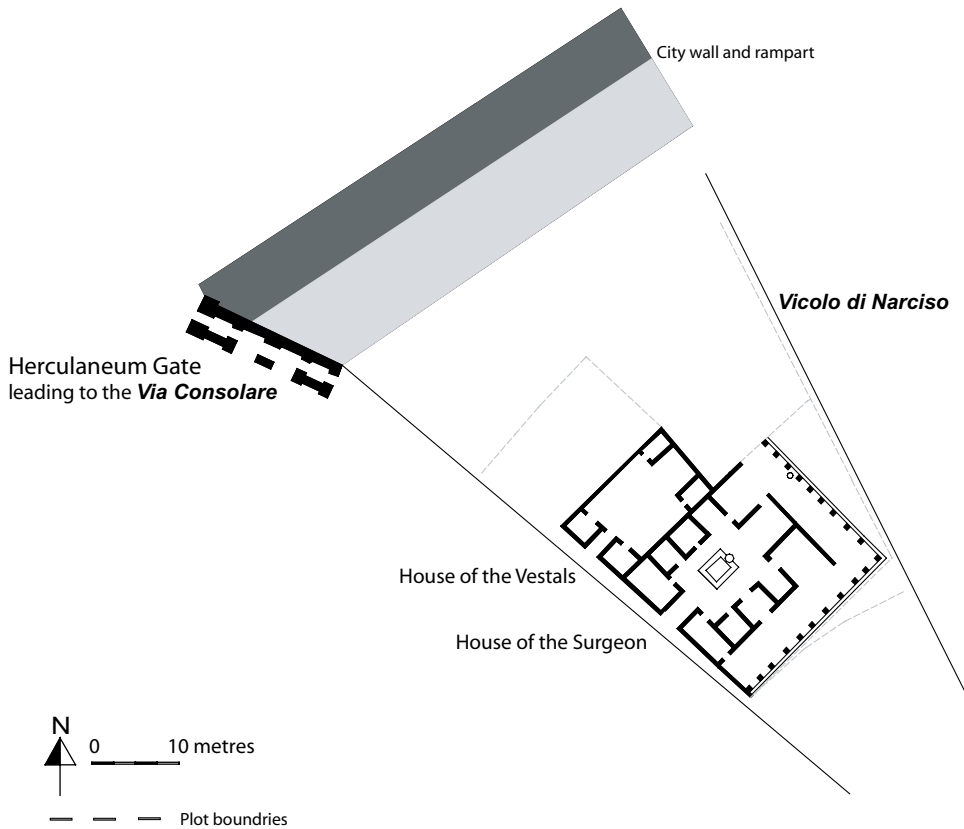 City wall and rampart
Vicolo di Narciso
Herculaneum Gate
leading to the Via Consolare
House of the Vestals
House of the Surgeon
N
0 10 metres
Plot boundries